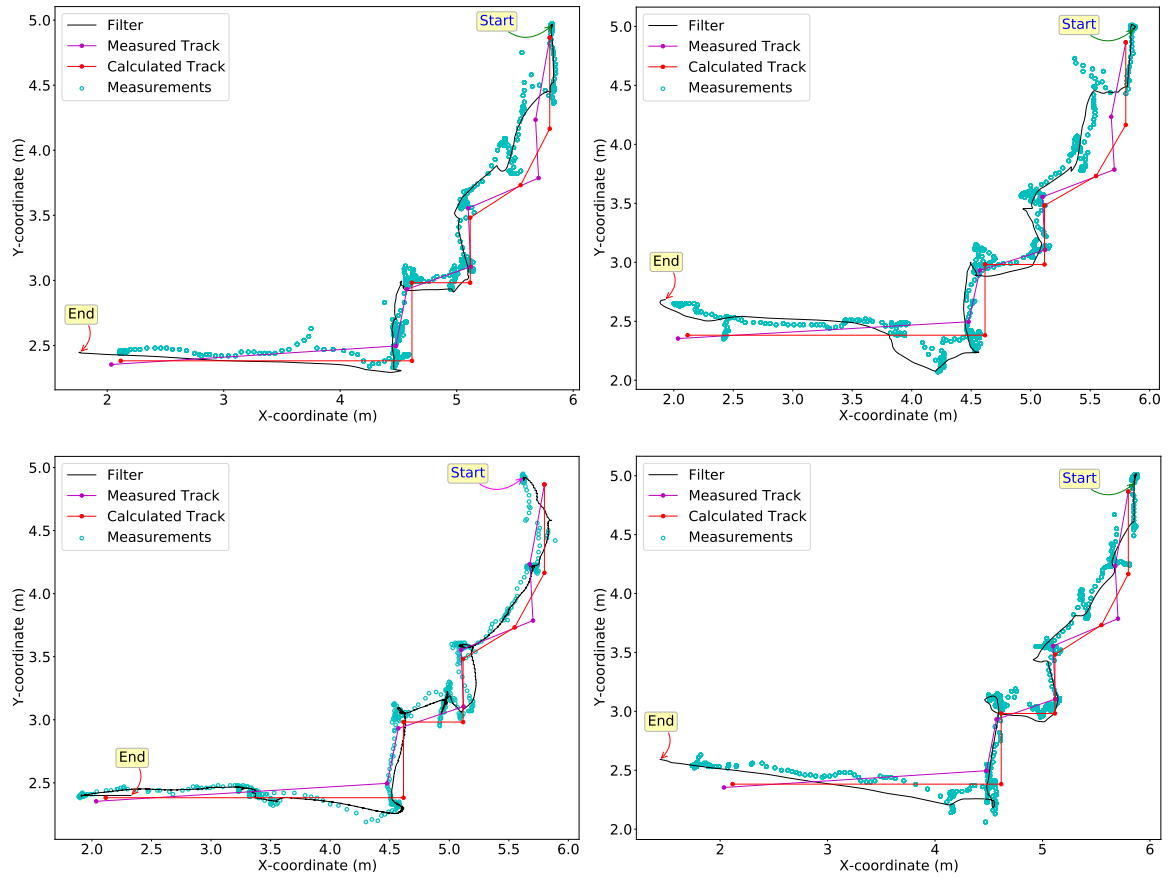 Filter
Measured Track
Calculated Track
Measurements
Start
End
5.0
4.5
4.0
3.5
3.0
2.5
2
3
4
5
6
X-coordinate (m)
Y-coordinate (m)
Filter
Measured Track
Calculated Track
Measurements
Start
End
5.0
4.5
4.0
3.5
3.0
2.5
2.0
2.0
2.5
3.0
3.5
4.0
4.5
5.0
5.5
6.0
X-coordinate (m)
Y-coordinate (m)
Filter
Measured Track
Calculated Track
Measurements
Start
End
5.0
4.5
4.0
3.5
3.0
2.5
2.0
2.5
3.0
3.5
4.0
4.5
5.0
5.5
6.0
X-coordinate (m)
Y-coordinate (m)
Filter
Measured Track
Calculated Track
Measurements
Start
End
5.0
4.5
4.0
3.5
3.0
2.5
2.0
2
3
4
5
6
X-coordinate (m)
Y-coordinate (m)